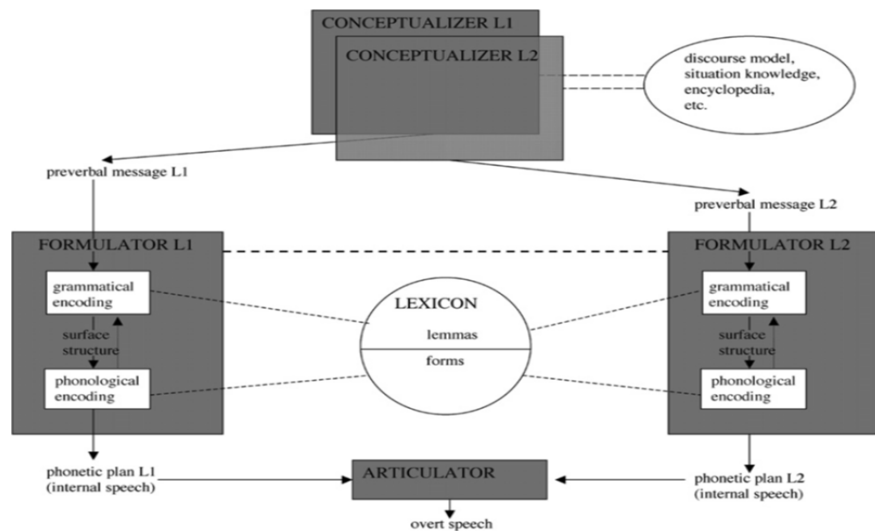 CONCEPTUALIZER L1
CONCEPTUALIZER L2
discourse model,
situation knowledge,
encyclopedia,
etc.
preverbal message L1
preverbal message L2
FORMULATOR L1
grammatical
encoding
surface
structure
phonological
encoding
LEXICON
lemmas
forms
FORMULATOR L2
grammatical
encoding
surface
structure
phonological
encoding
phonetic plan L1
(internal speech)
ARTICULATOR
phonetic plan L2
(internal speech)
overt speech